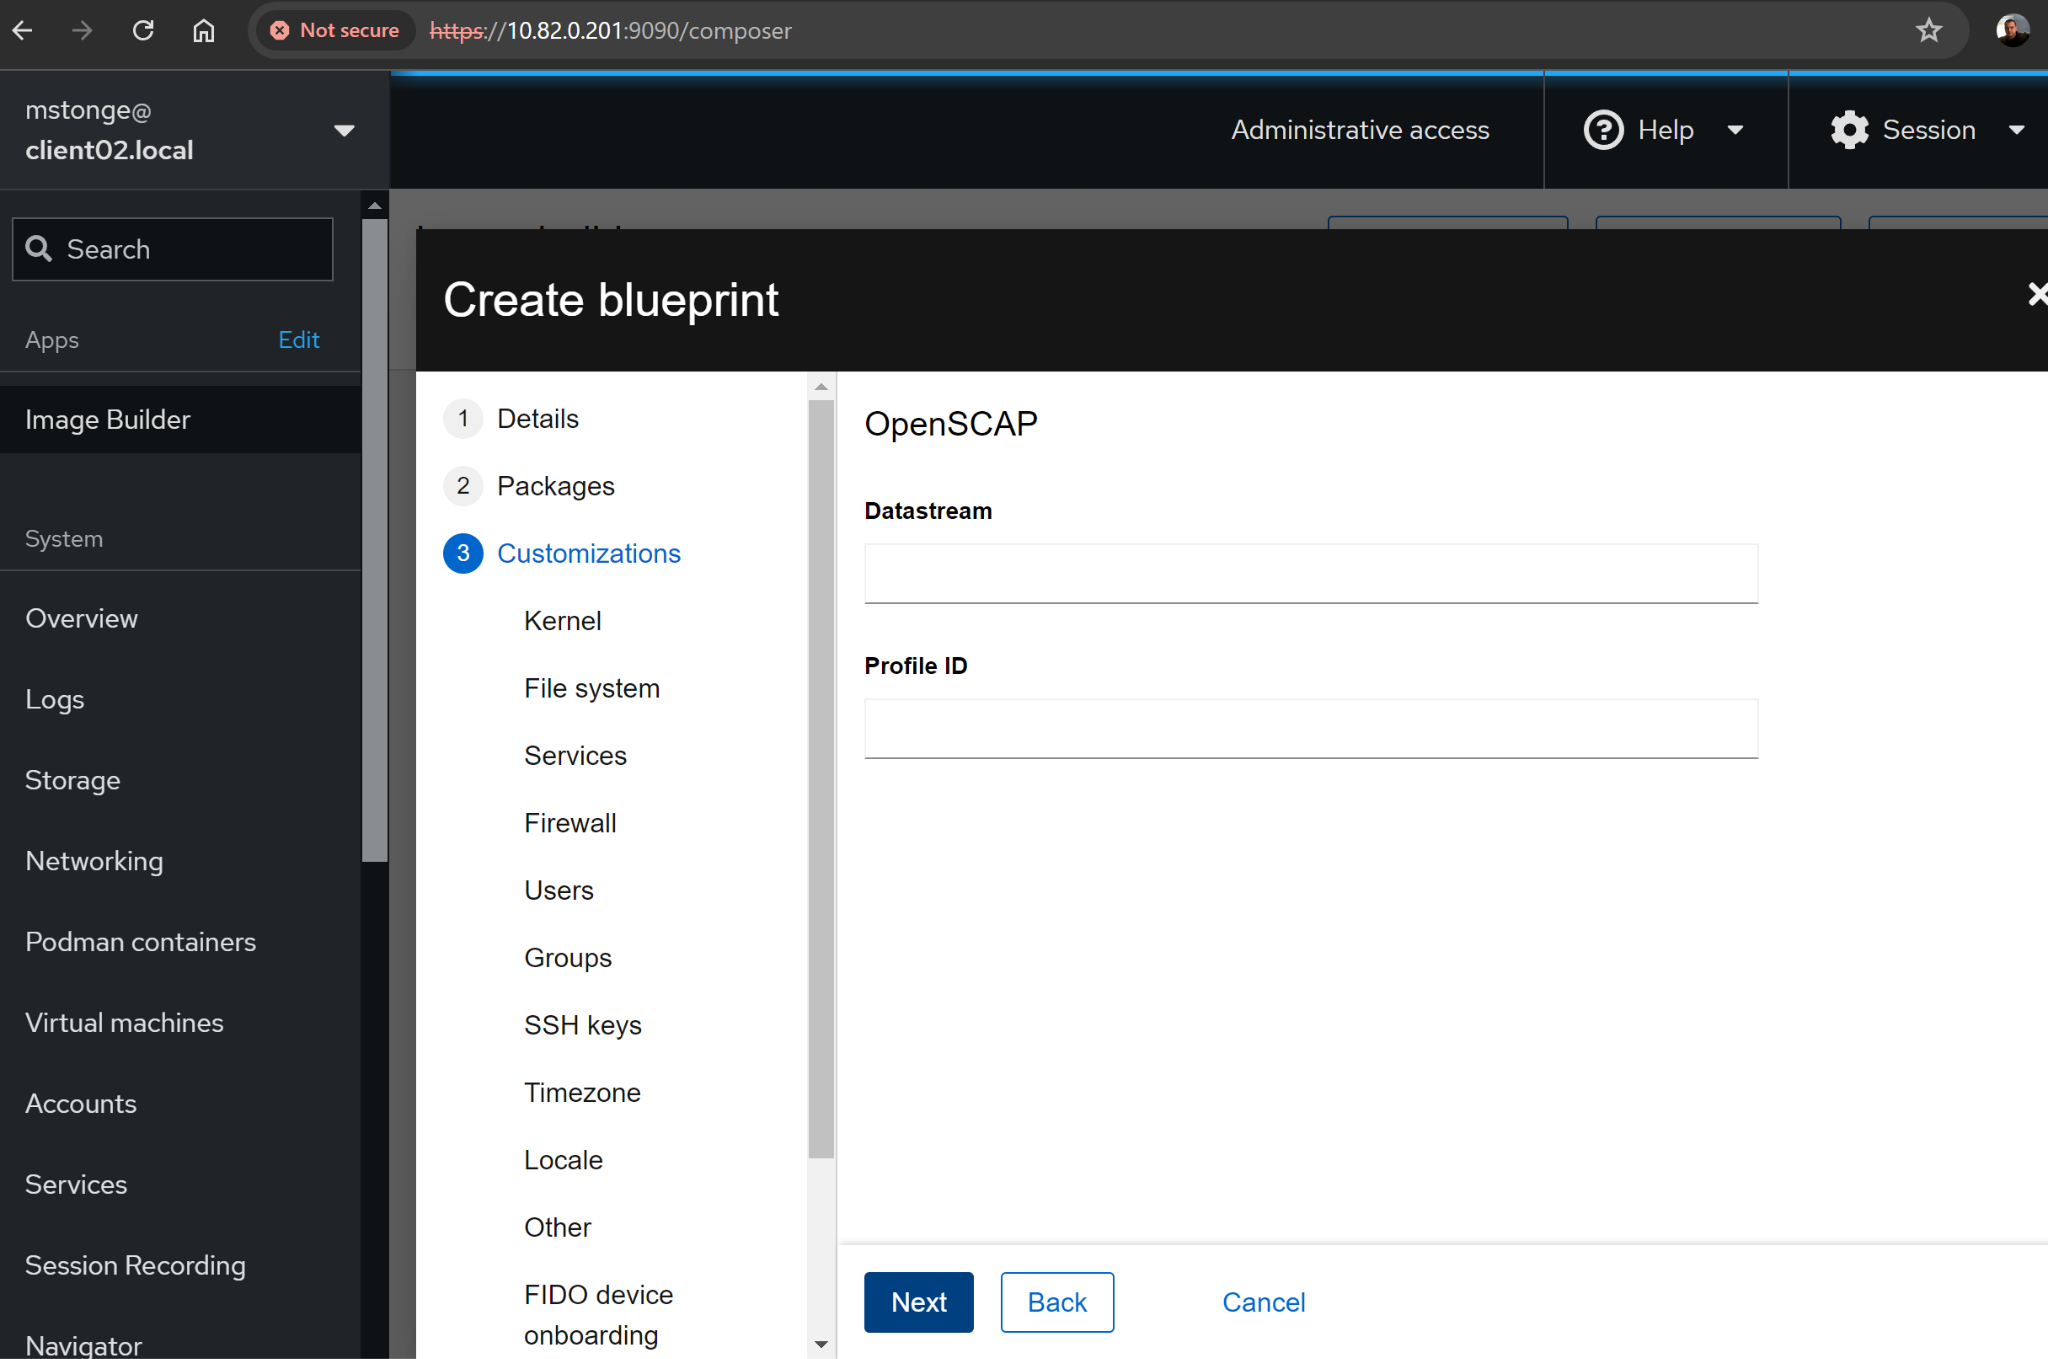 Not secure https://10.82.0.201:9090/composer
mstonge@
client02.local
Administrative access
Help
Session
Search
Apps
Edit
Image Builder
System
Overview
Logs
Storage
Networking
Podman containers
Virtual machines
Accounts
Services
Session Recording
Navigator
Create blueprint
1 Details
2 Packages
3 Customizations
Kernel
File system
Services
Firewall
Users
Groups
SSH keys
Timezone
Locale
Other
FIDO device
onboarding
OpenSCAP
Datastream
Profile ID
Next
Back
Cancel